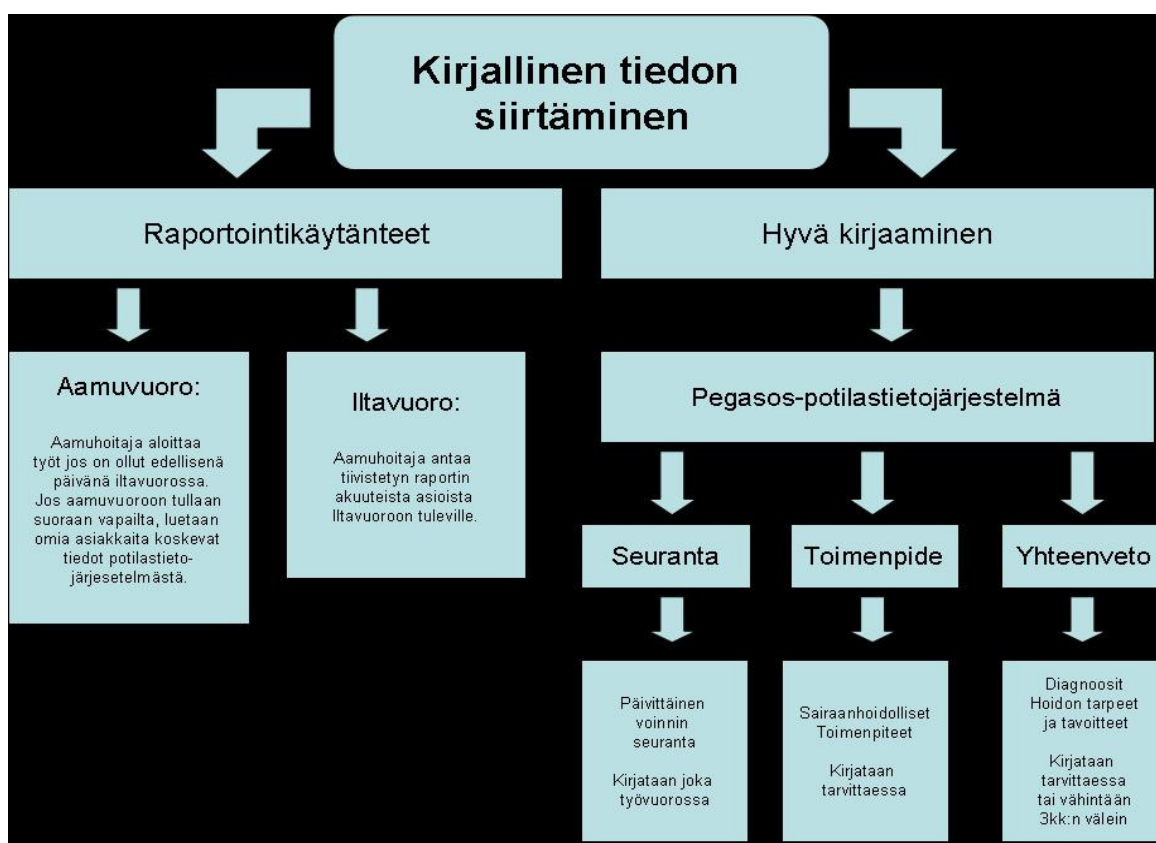 Kirjallinen tiedon
siirtäminen
Raportointikäytänteet
Hyvä kirjaaminen
Aamuvuoro:
Aamuhoitaja aloittaa
työt jos on ollut edellisenä
päivänä iltavuorossa.
Jos aamuvuoroon tullaan
suoraan vapailta, luetaan
omia asiakkaita koskevat
tiedot potilastieto-
järjesetelmästä.
Iltavuoro:
Aamuhoitaja antaa
tiivistetyn raportin
akuuteista asioista
Iltavuoroon tuleville.
Pegasos-potilastietojärjestelmä
Seuranta
Toimenpide
Yhteenveto
Päivittäinen
voinnin
seuranta
Kirjataan joka
työvuorossa
Sairaanhoidolliset
Toimenpiteet
Kirjataan
tarvittaessa
Diagnoosit
Hoidon tarpeet
ja tavoitteet
Kirjataan
tarvittaessa
tai vähintään
3kk:n välein